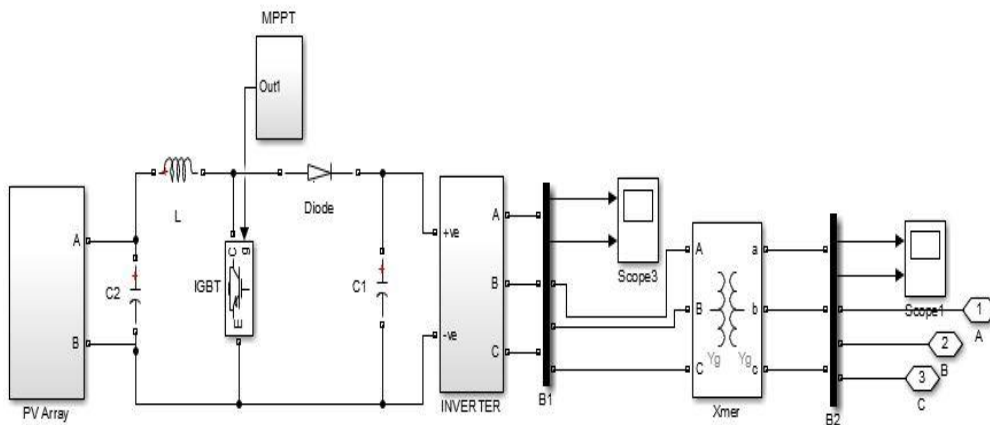 MPPT
Out1
L
Diode
A
B
C2
PV Array
C
g
IGBT
E
C1
+ve
-ve
A
B
C
INVERTER
B1
Scope3
A
B
C
a
b
c
Yg
Yg
Xmer
B2
Scope1
1
A
2
B
3
C